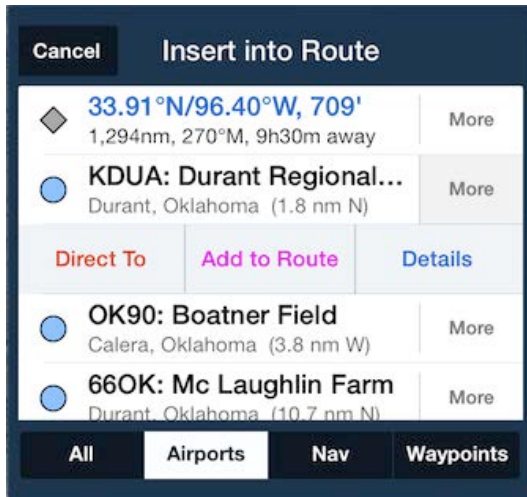 Cancel Insert into Route
33.91°N/96.40°W, 709'
1,294nm, 270°M, 9h30m away
More
KDUA: Durant Regional...
Durant, Oklahoma (1.8 nm N)
More
Direct To Add to Route Details
OK90: Boatner Field
Calera, Oklahoma (3.8 nm W)
More
66OK: Mc Laughlin Farm
Durant, Oklahoma (10.7 nm N)
More
All Airports Nav Waypoints